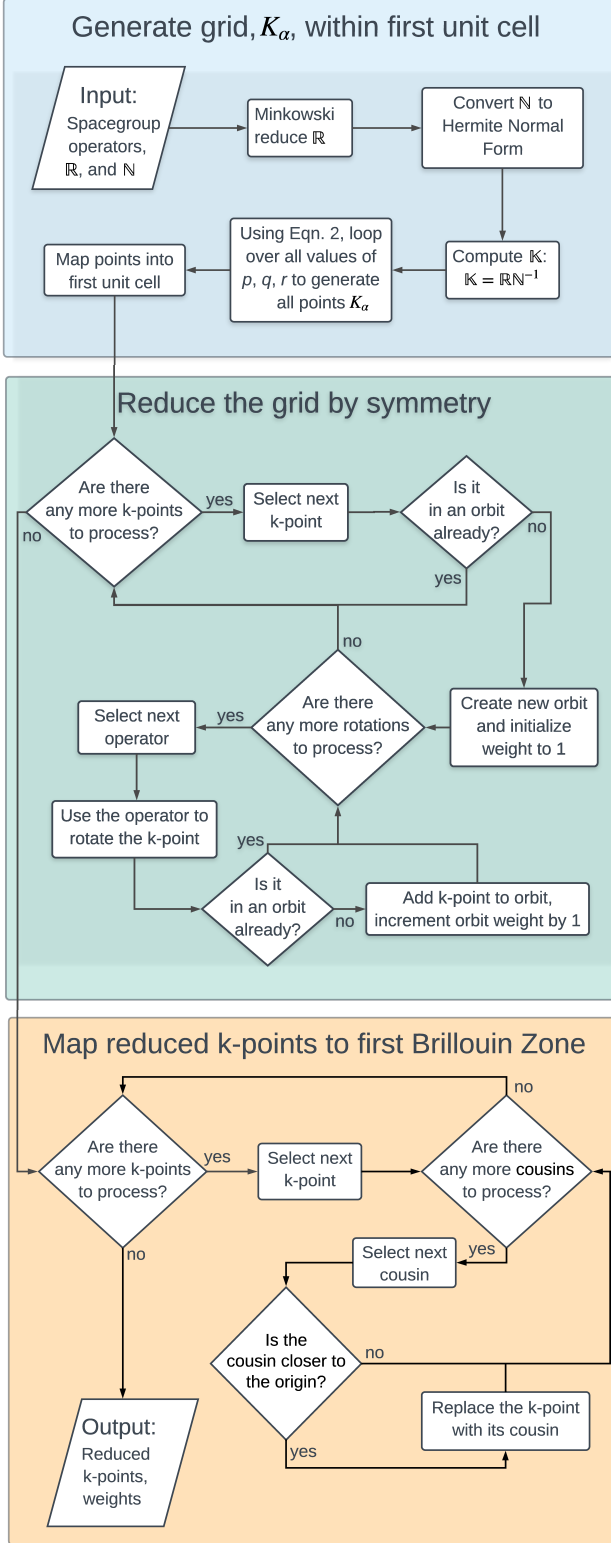 Generate grid, Kα, within first unit cell
Input:
Spacegroup
operators,
ℝ, and ℕ
Minkowski
reduce ℝ
Convert ℕ to
Hermite Normal
Form
Compute 𝕂:
𝕂 = ℝℕ⁻¹
Using Eqn. 2, loop
over all values of
p, q, r to generate
all points Kα
Map points into
first unit cell
Reduce the grid by symmetry
Are there
any more k-points
to process?
yes
no
Select next
k-point
Is it
in an orbit
already?
no
yes
Create new orbit
and initialize
weight to 1
Are there
any more rotations
to process?
no
yes
Select next
operator
Use the operator to
rotate the k-point
Is it
in an orbit
already?
yes
no
Add k-point to orbit,
increment orbit weight by 1
Map reduced k-points to first Brillouin Zone
Are there
any more k-points
to process?
yes
no
Select next
k-point
Are there
any more cousins
to process?
no
yes
Select next
cousin
Is the
cousin closer to
the origin?
no
yes
Replace the k-point
with its cousin
Output:
Reduced
k-points,
weights